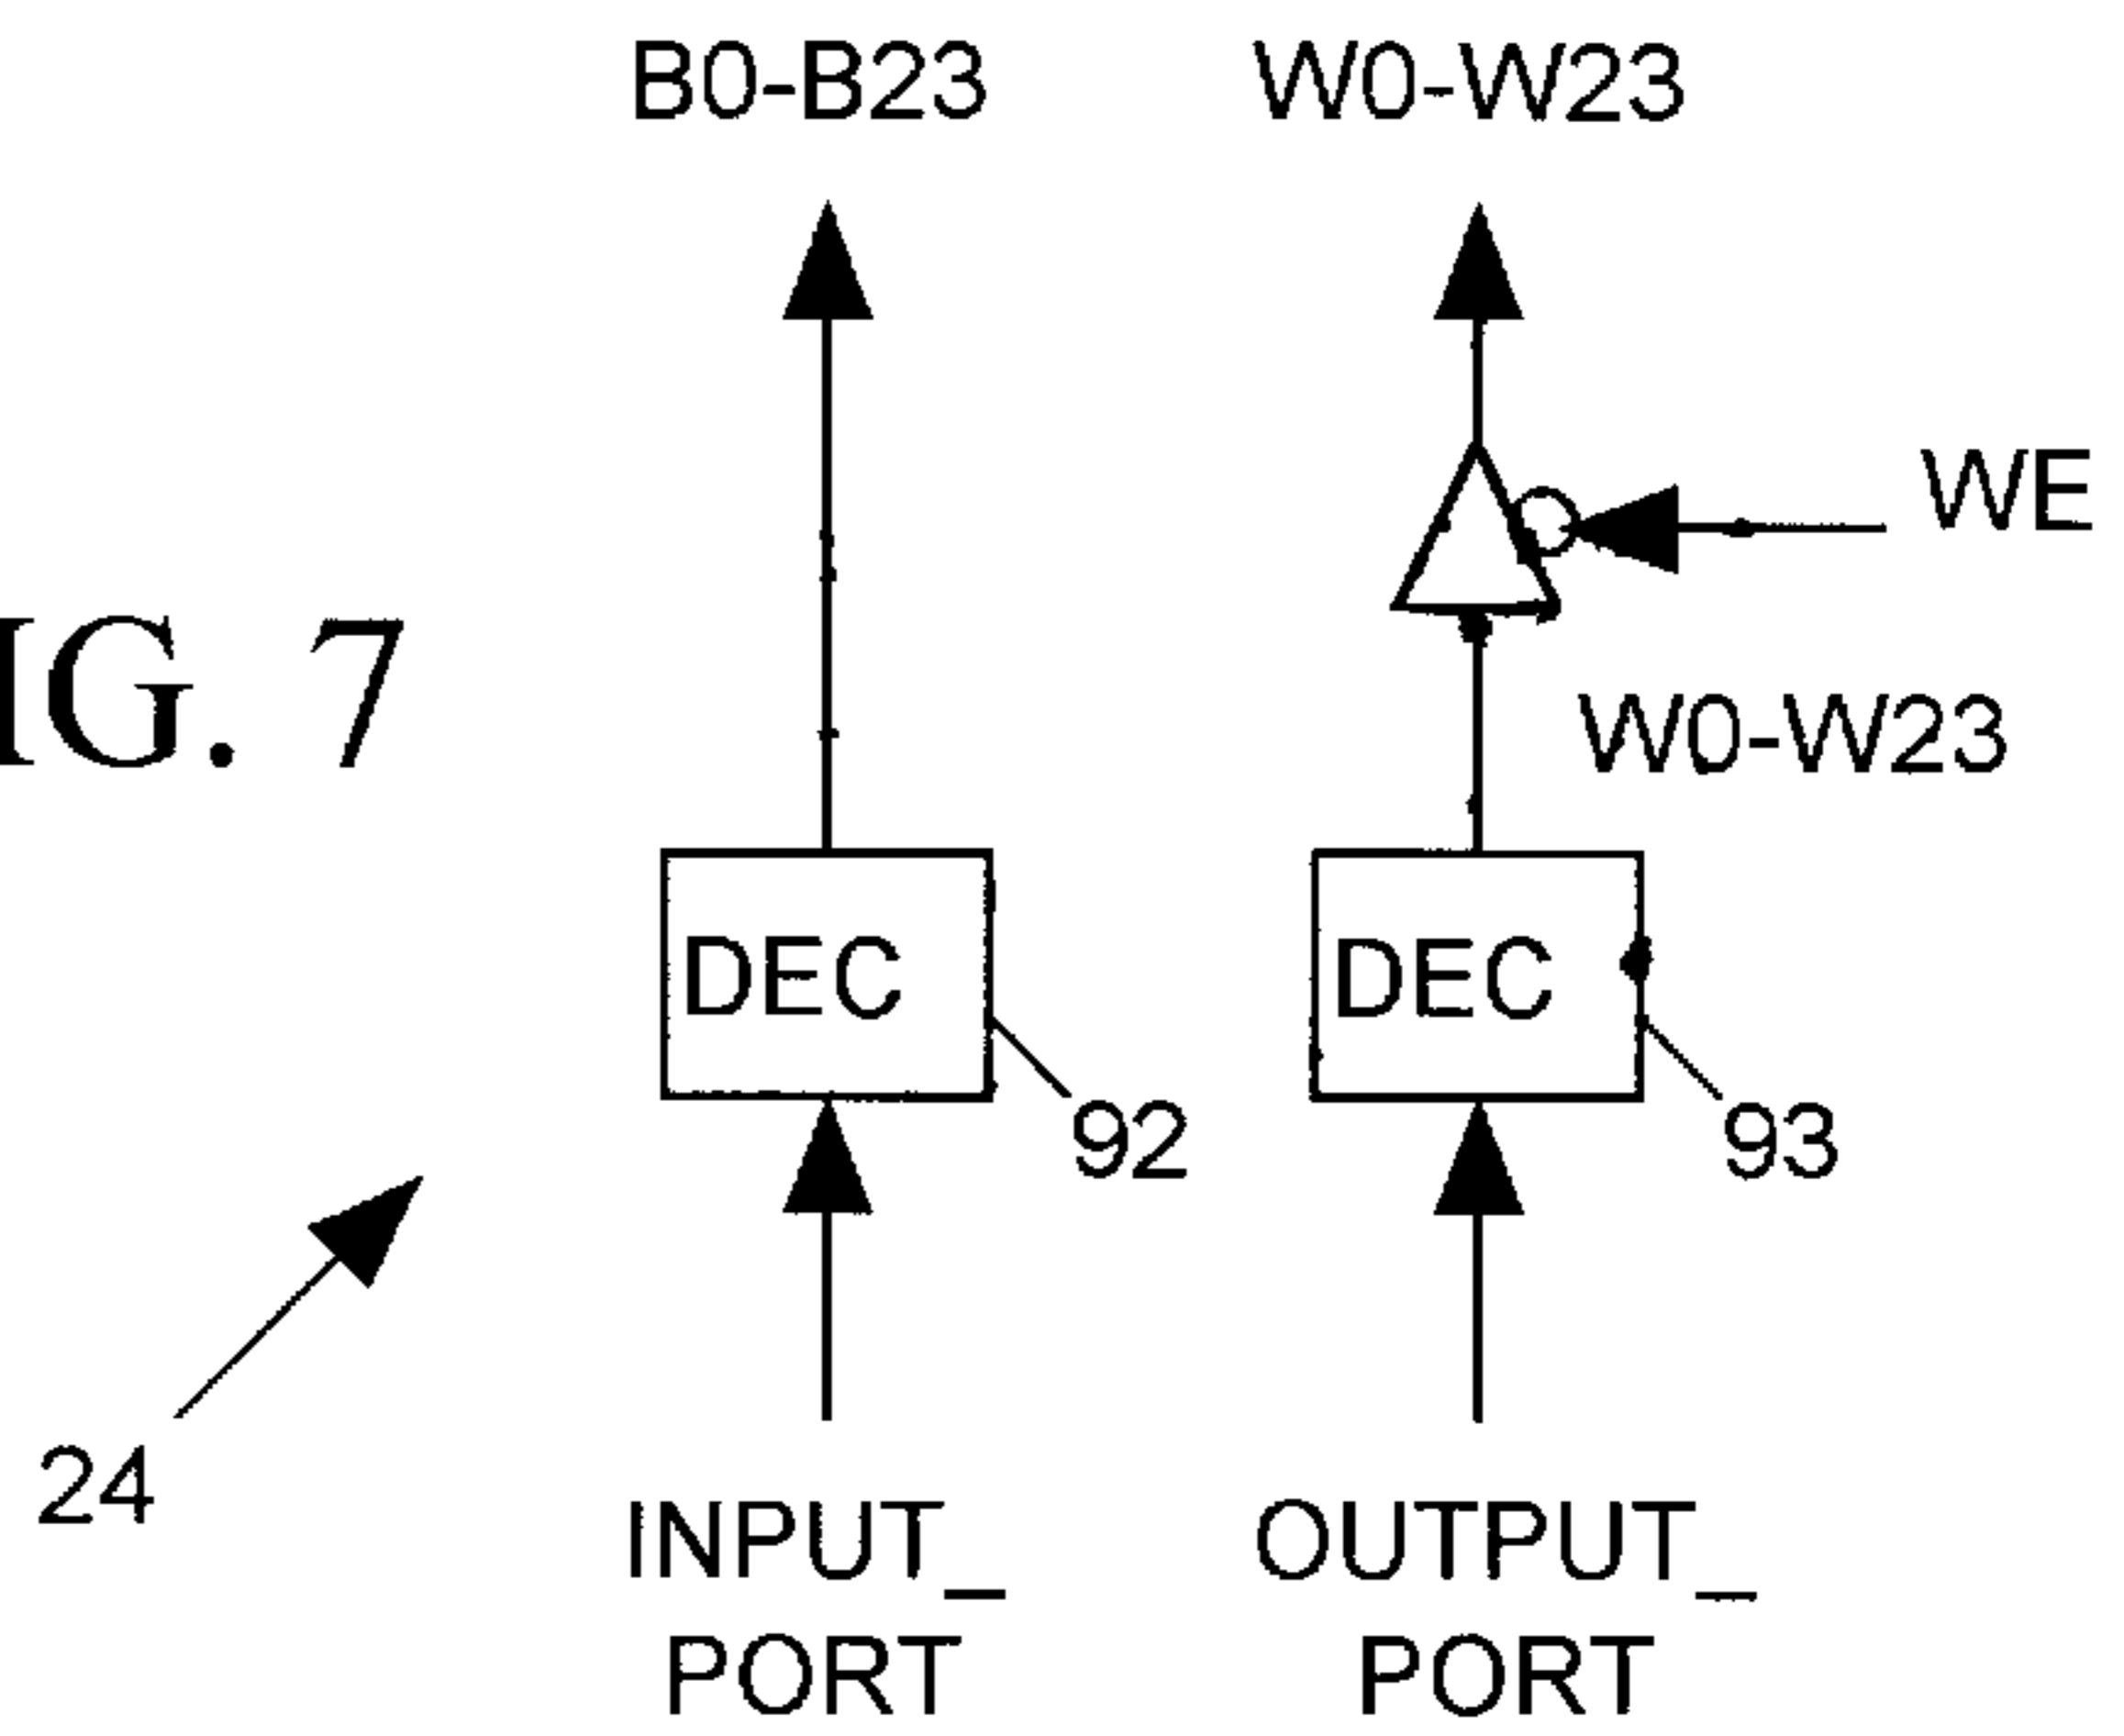 B0-B23
W0-W23
WE
IG. 7
W0-W23
DEC
DEC
92
93
24
INPUT_
PORT
OUTPUT_
PORT